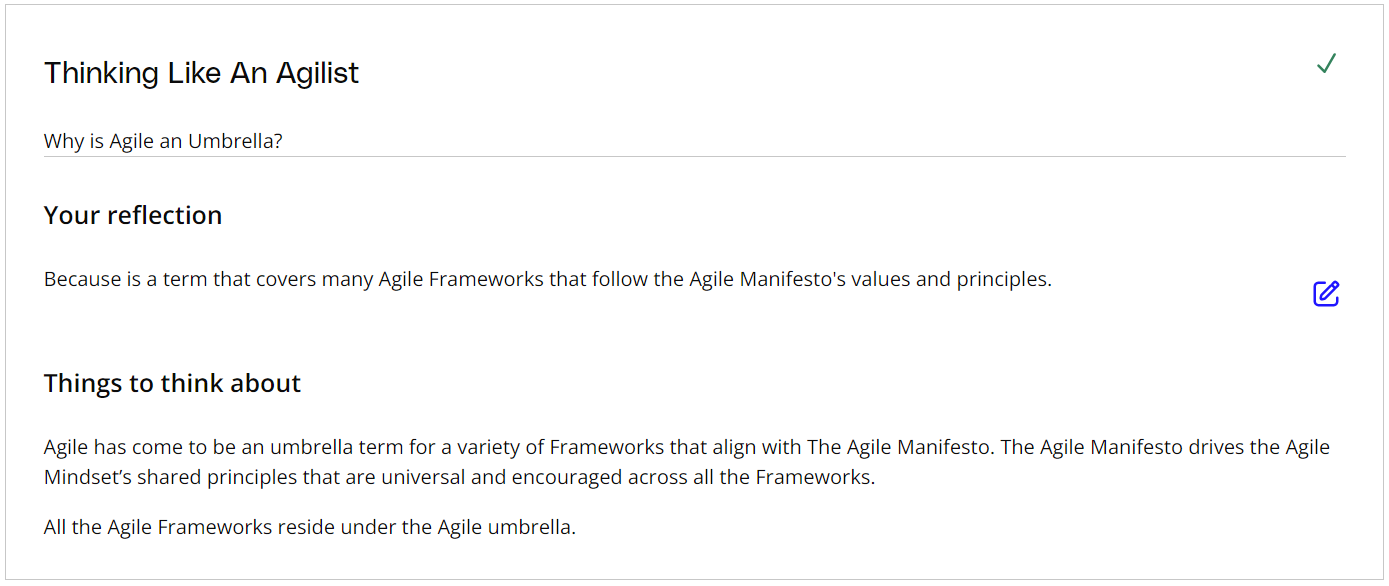 Thinking Like An Agilist
Why is Agile an Umbrella?
Your reflection
Because is a term that covers many Agile Frameworks that follow the Agile Manifesto's values and principles.
Things to think about
Agile has come to be an umbrella term for a variety of Frameworks that align with The Agile Manifesto. The Agile Manifesto drives the Agile
Mindset’s shared principles that are universal and encouraged across all the Frameworks.
All the Agile Frameworks reside under the Agile umbrella.